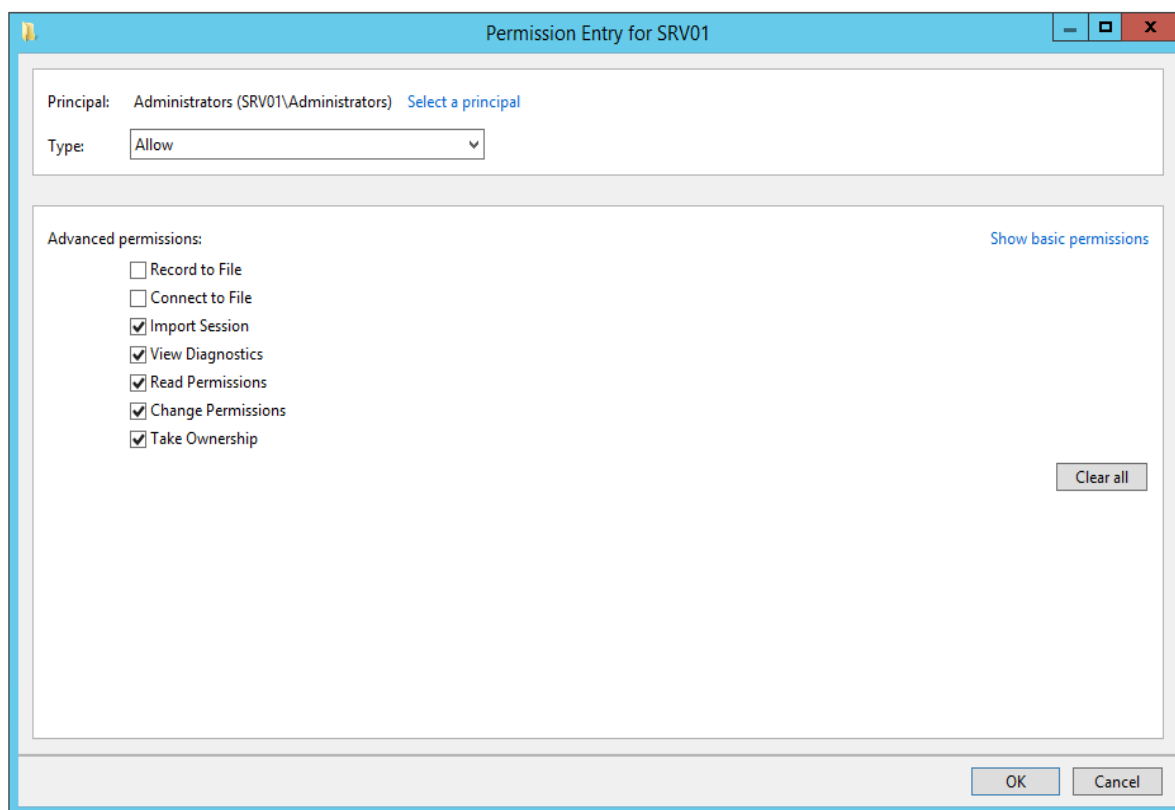 Permission Entry for SRV01
Principal: Administrators (SRV01\Administrators) Select a principal
Type: Allow
Advanced permissions: Show basic permissions
Record to File
Connect to File
Import Session
View Diagnostics
Read Permissions
Change Permissions
Take Ownership
Clear all
OK Cancel